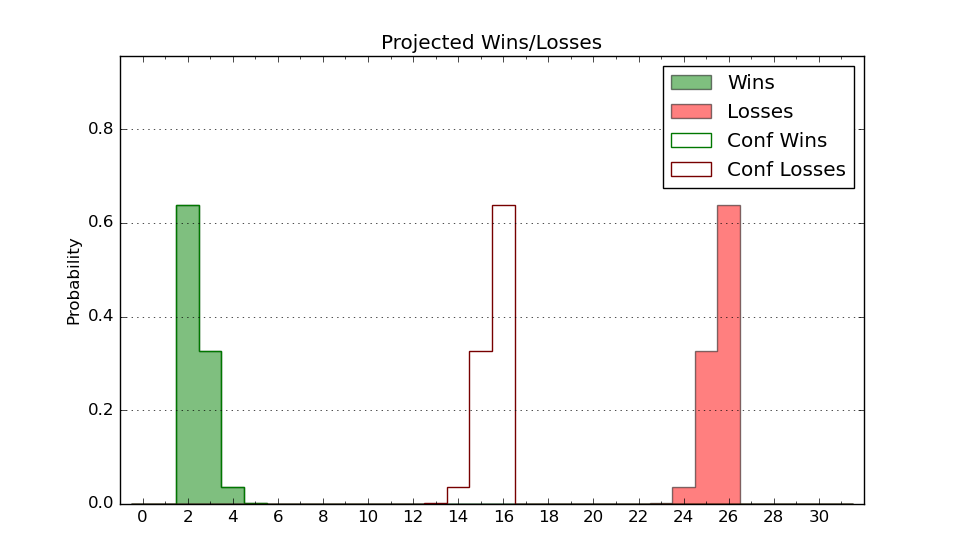 Projected Wins/Losses
Wins
Losses
Conf Wins
Conf Losses
Probability
0.8
0.6
0.4
0.2
0.0
0 2 4 6 8 10 12 14 16 18 20 22 24 26 28 30